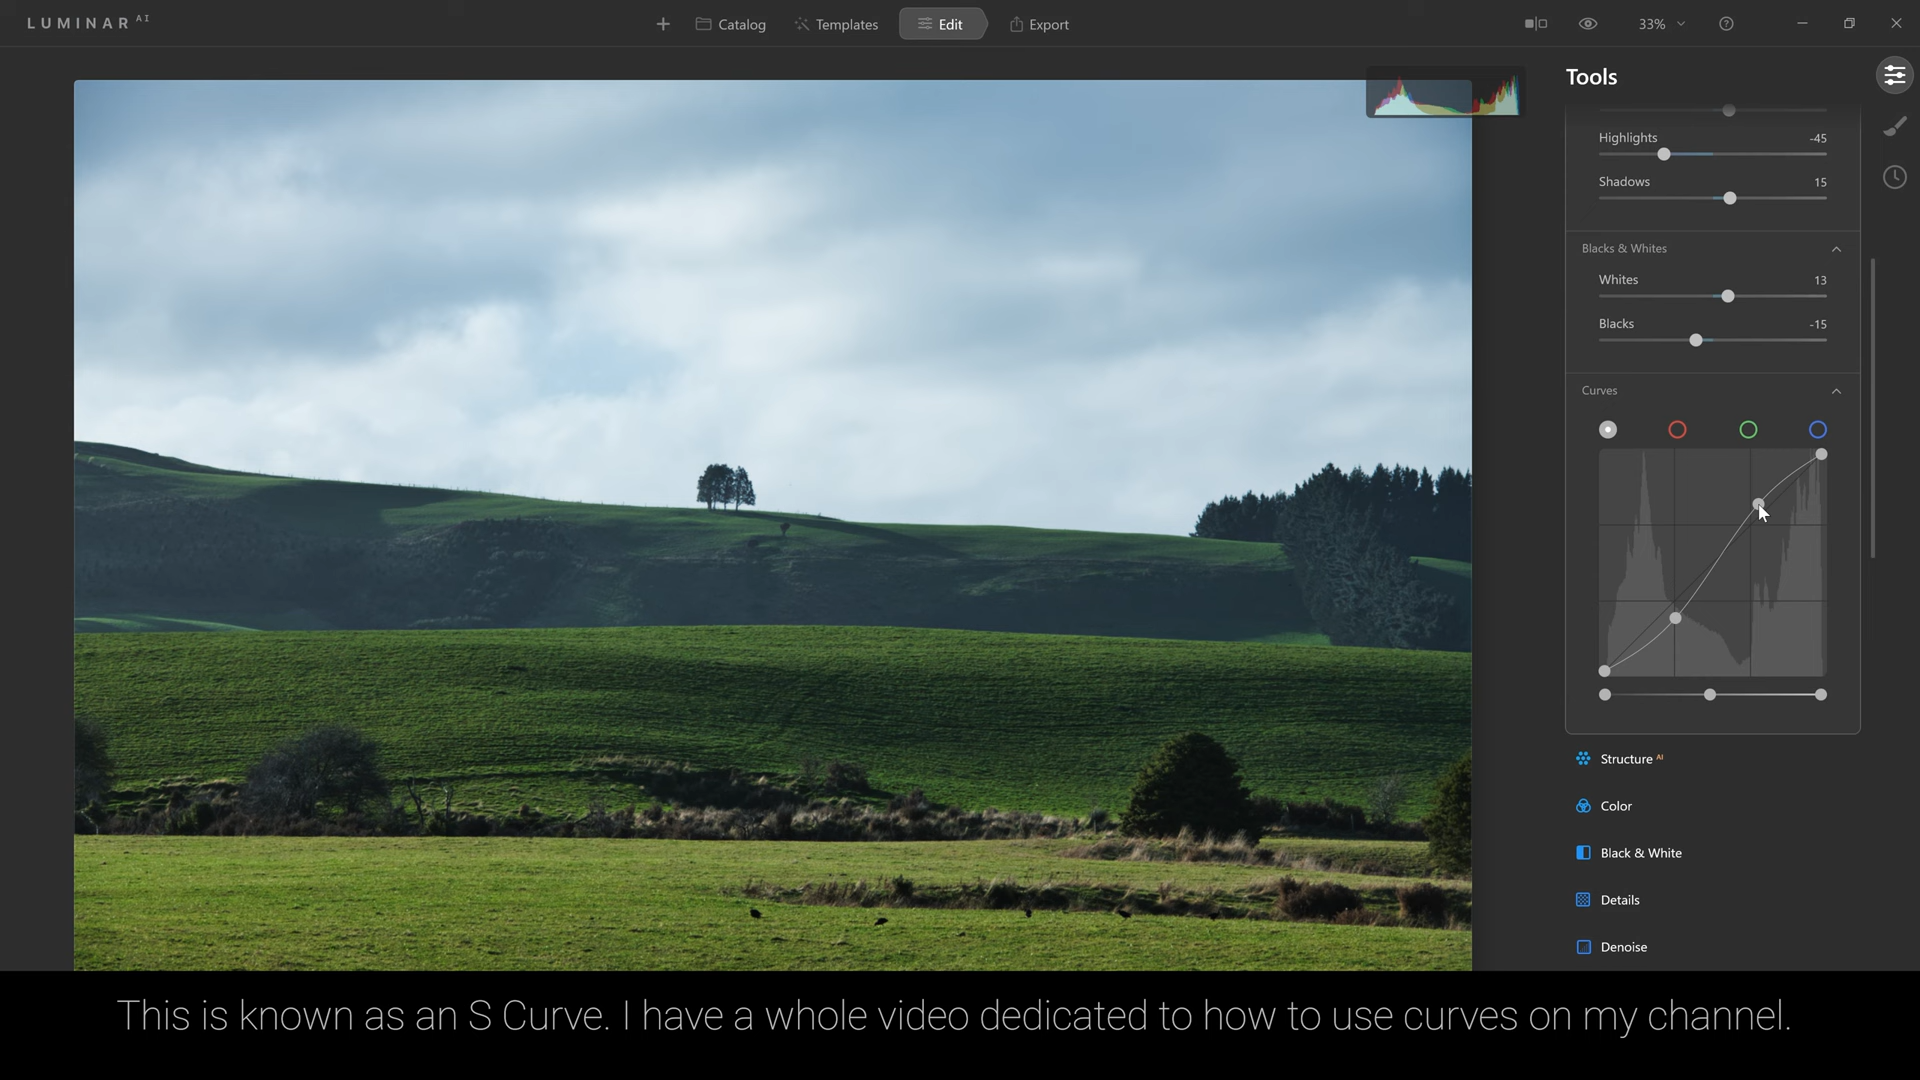 LUMINAR AI
Catalog
Templates
Edit
Export
33%
Tools
Highlights -45
Shadows 15
Blacks & Whites
Whites 13
Blacks -15
Curves
Structure AI
Color
Black & White
Details
Denoise
This is known as an S Curve. I have a whole video dedicated to how to use curves on my channel.